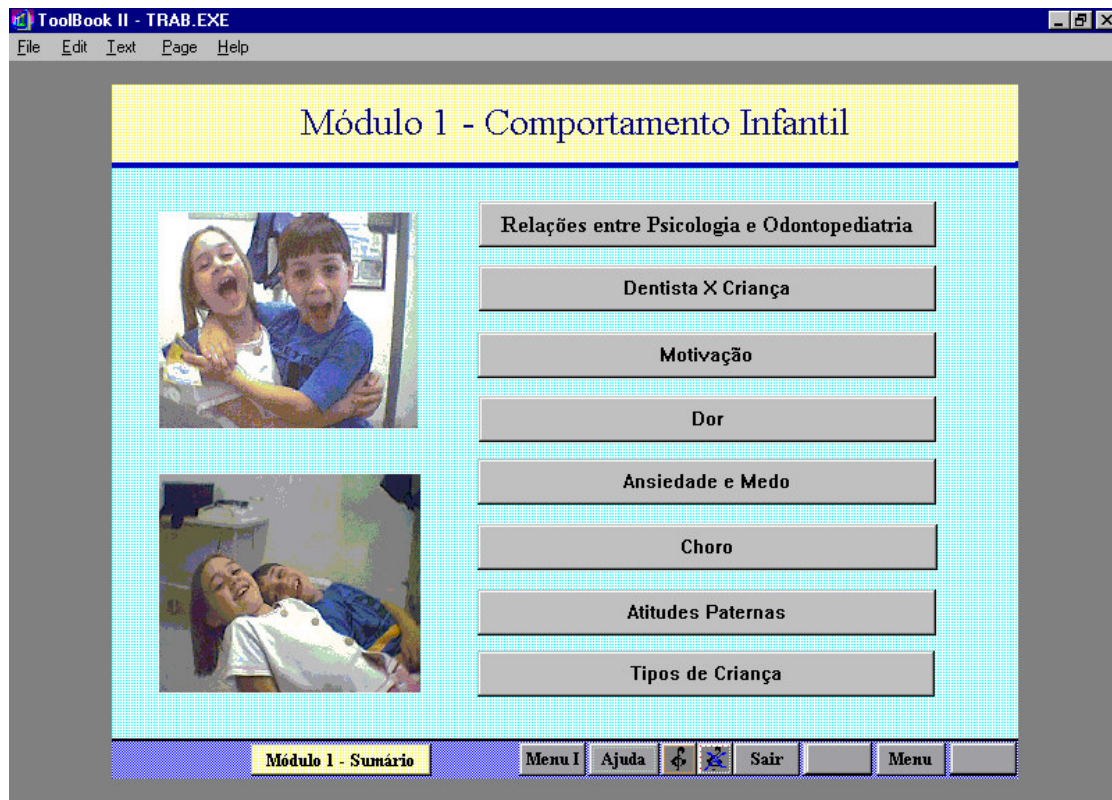 ToolBook II - TRAB.EXE
File Edit Text Page Help
Módulo 1 - Comportamento Infantil
Relações entre Psicologia e Odontopediatria
Dentista X Criança
Motivação
Dor
Ansiedade e Medo
Choro
Atitudes Paternas
Tipos de Criança
Módulo 1 - Sumário
Menu I
Ajuda
Sair
Menu